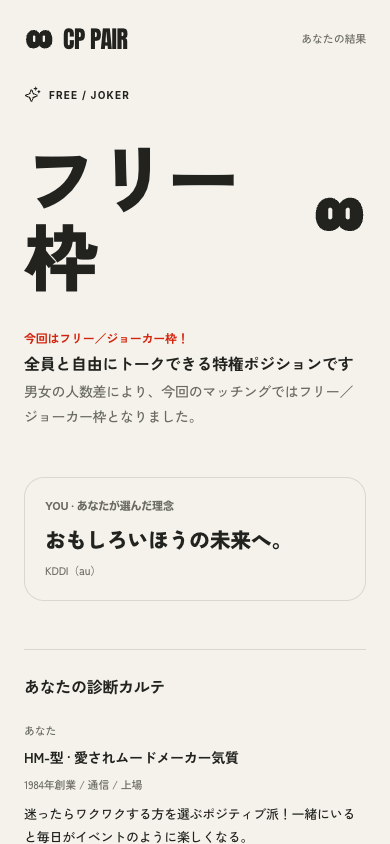 CP PAIR
あなたの結果
FREE / JOKER
フリー
枠
今回はフリー／ジョーカー枠！
全員と自由にトークできる特権ポジションです
男女の人数差により、今回のマッチングではフリー／
ジョーカー枠となりました。
YOU · あなたが選んだ理念
おもしろいほうの未来へ。
KDDI（au）
あなたの診断カルテ
あなた
HM-型 · 愛されムードメーカー気質
1984年創業 / 通信 / 上場
迷ったらワクワクする方を選ぶポジティブ派！一緒にいる
と毎日がイベントのように楽しくなる。